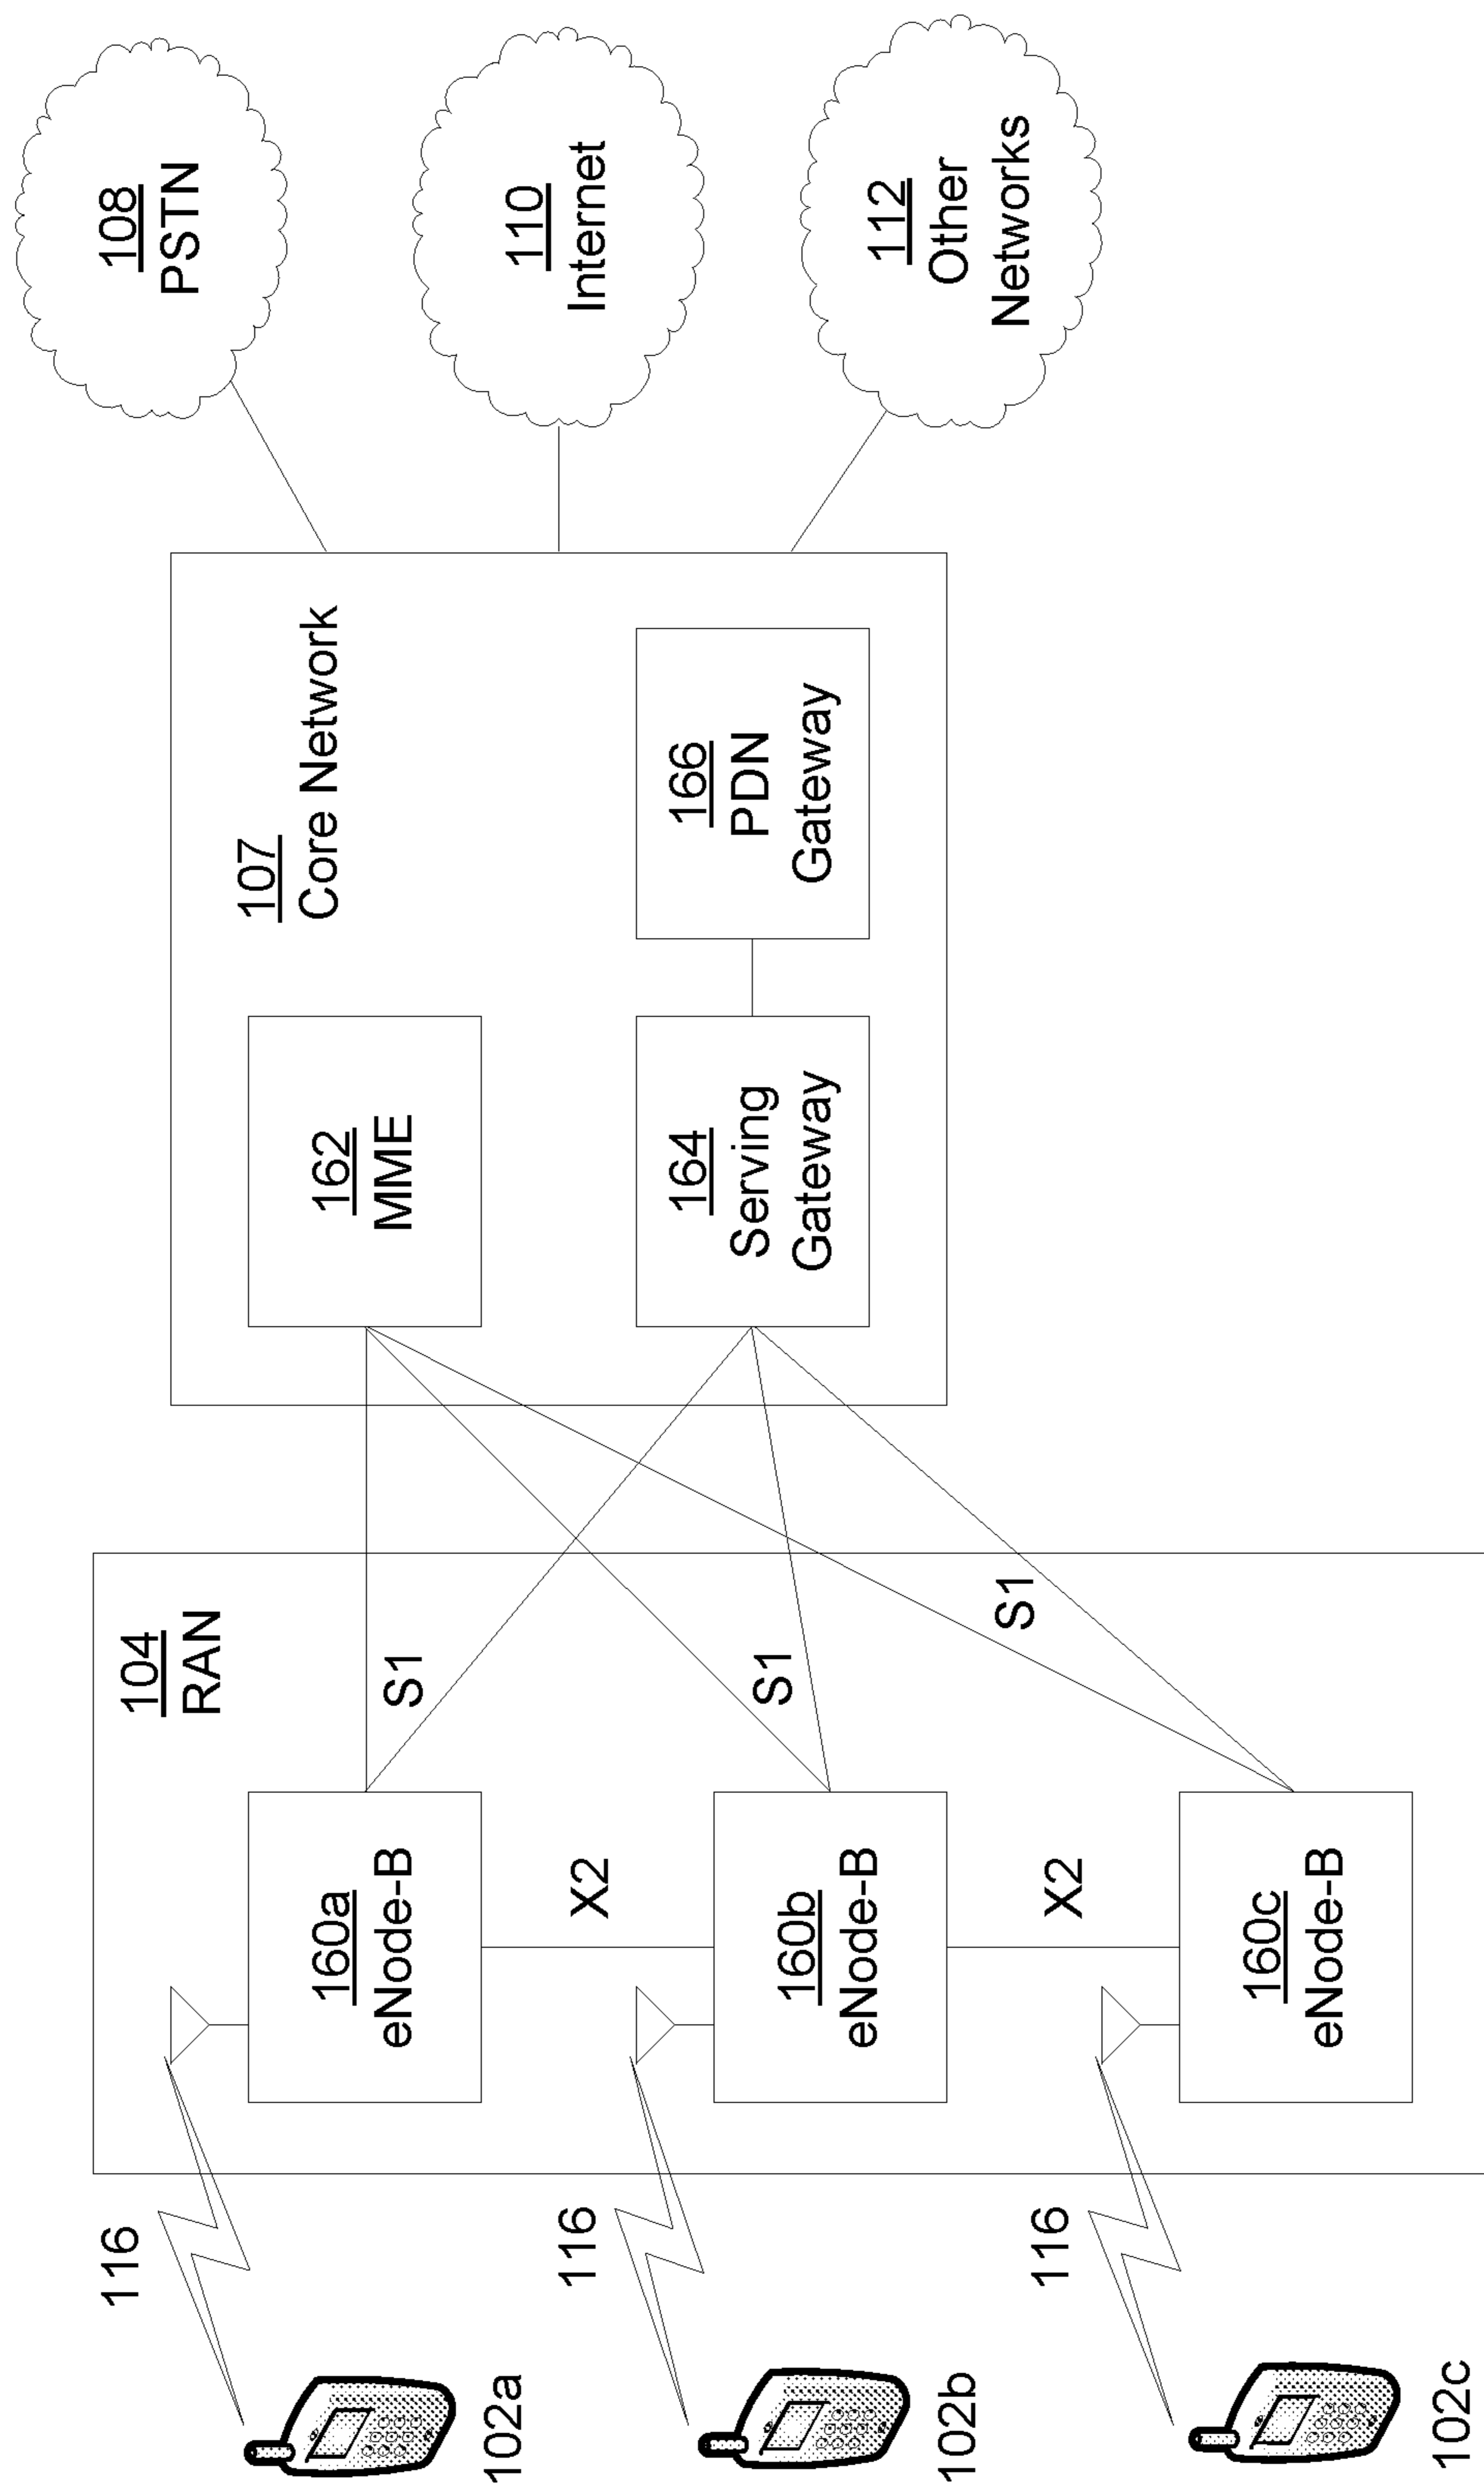 102a
102b
102c
116
116
116
104
RAN
160a
eNode-B
X2
160b
eNode-B
X2
160c
eNode-B
S1
S1
S1
107
Core Network
162
MME
164
Serving
Gateway
166
PDN
Gateway
108
PSTN
110
Internet
112
Other
Networks